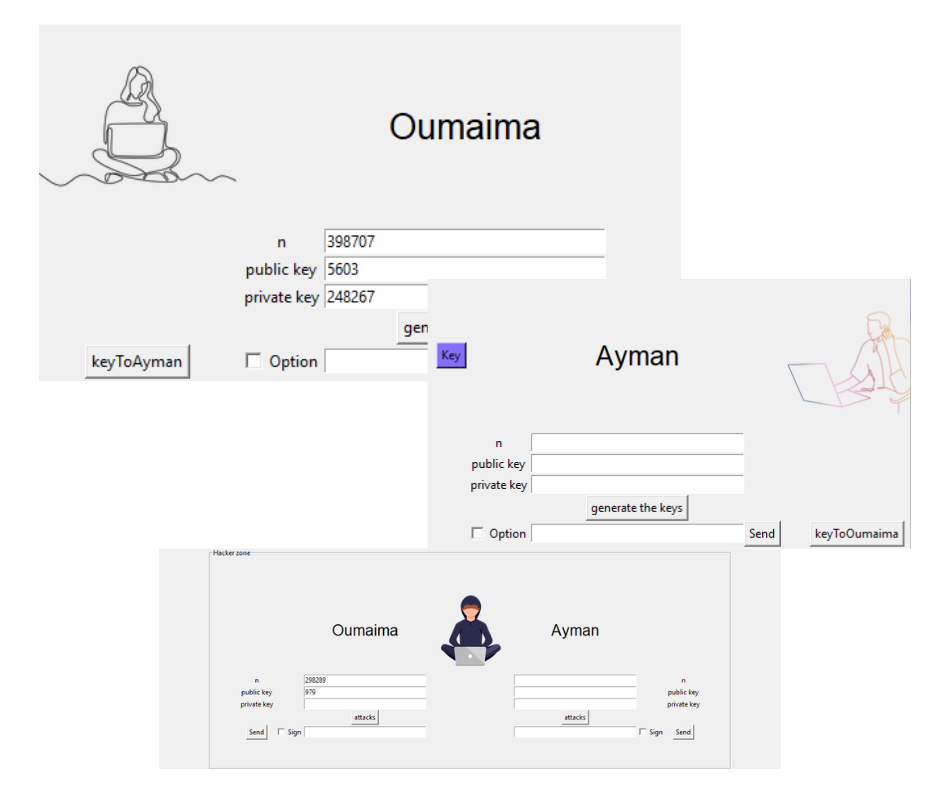 Oumaima
n 398707
public key 5603
private key 248267
gen
keyToAyman Option
Key Ayman
n
public key
private key
generate the keys
Option Send keyToOumaima
Hacker zone
Oumaima Ayman
n 298289 n
public key 979 public key
private key private key
attacks attacks
Send Sign Sign Send